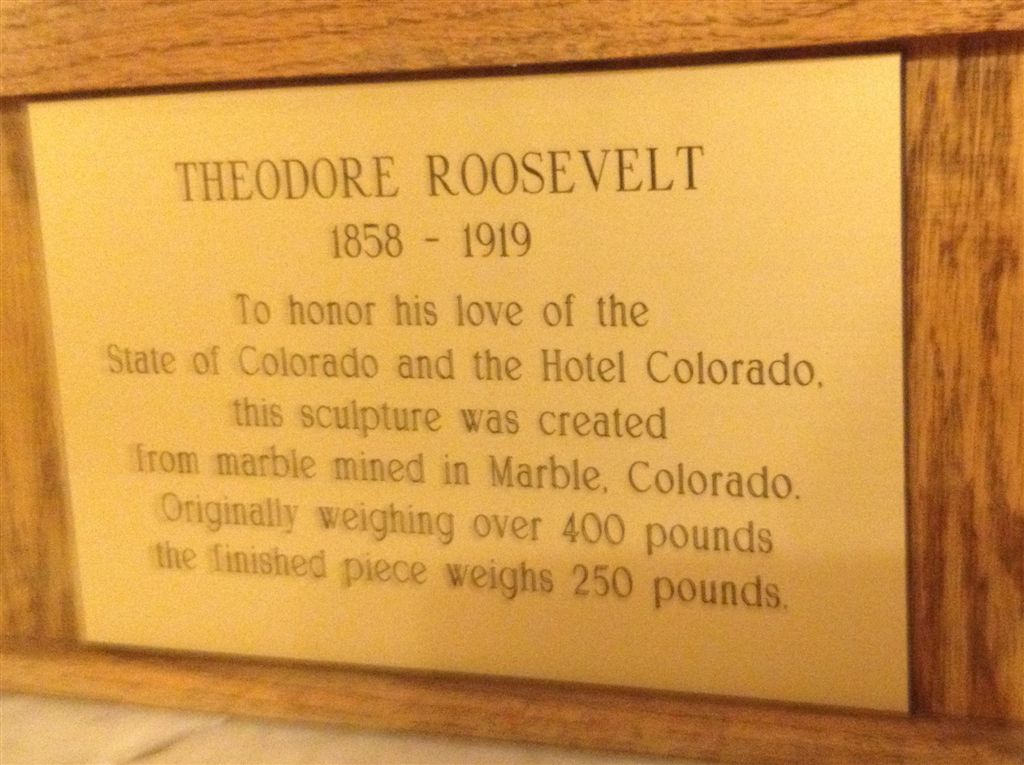 THEODORE ROOSEVELT
1858 - 1919
To honor his love of the
State of Colorado and the Hotel Colorado,
this sculpture was created
from marble mined in Marble, Colorado.
Originally weighing over 400 pounds
the finished piece weighs 250 pounds.